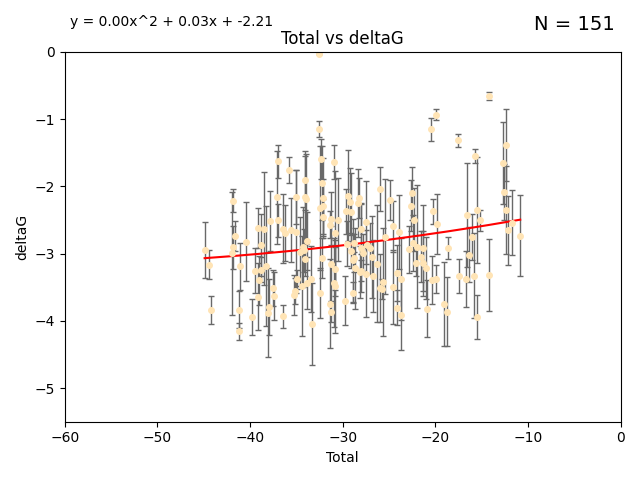 y = 0.00x^2 + 0.03x + -2.21
N = 151
Total vs deltaG
0
−1
−2
−3
−4
−5
deltaG
−60 −50 −40 −30 −20 −10 0
Total